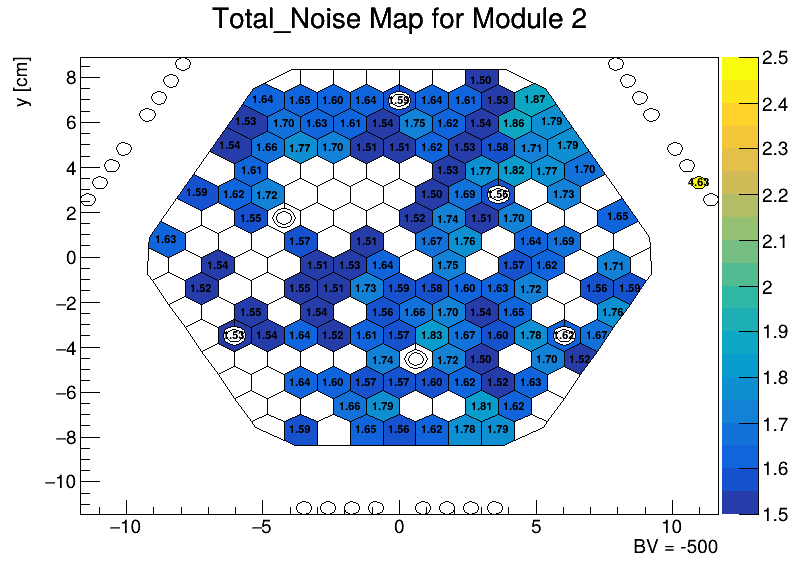 Total_Noise Map for Module 2
y [cm]
8
6
4
2
0
−2
−4
−6
−8
−10
1.50
1.64 1.65 1.60 1.64 1.59 1.64 1.61 1.53 1.87
1.53 1.70 1.63 1.61 1.54 1.75 1.62 1.54 1.86 1.79
1.54 1.66 1.77 1.70 1.51 1.51 1.62 1.53 1.58 1.71 1.79
1.61 1.53 1.77 1.82 1.77 1.70
4.63
1.59 1.62 1.72 1.50 1.69 1.56 1.73
1.55 1.52 1.74 1.51 1.70 1.65
1.63 1.57 1.51 1.67 1.76 1.64 1.69
1.54 1.51 1.53 1.64 1.75 1.57 1.62 1.71
1.52 1.55 1.51 1.73 1.59 1.58 1.60 1.63 1.72 1.56 1.59
1.55 1.54 1.56 1.66 1.70 1.54 1.65 1.76
1.53 1.54 1.64 1.52 1.61 1.57 1.83 1.67 1.60 1.78 1.62 1.67
1.74 1.72 1.50 1.70 1.52
1.64 1.60 1.57 1.57 1.60 1.62 1.52 1.63
1.66 1.79 1.81 1.62
1.59 1.65 1.56 1.62 1.78 1.79
−10 −5 0 5 10
BV = -500
2.5
2.4
2.3
2.2
2.1
2
1.9
1.8
1.7
1.6
1.5